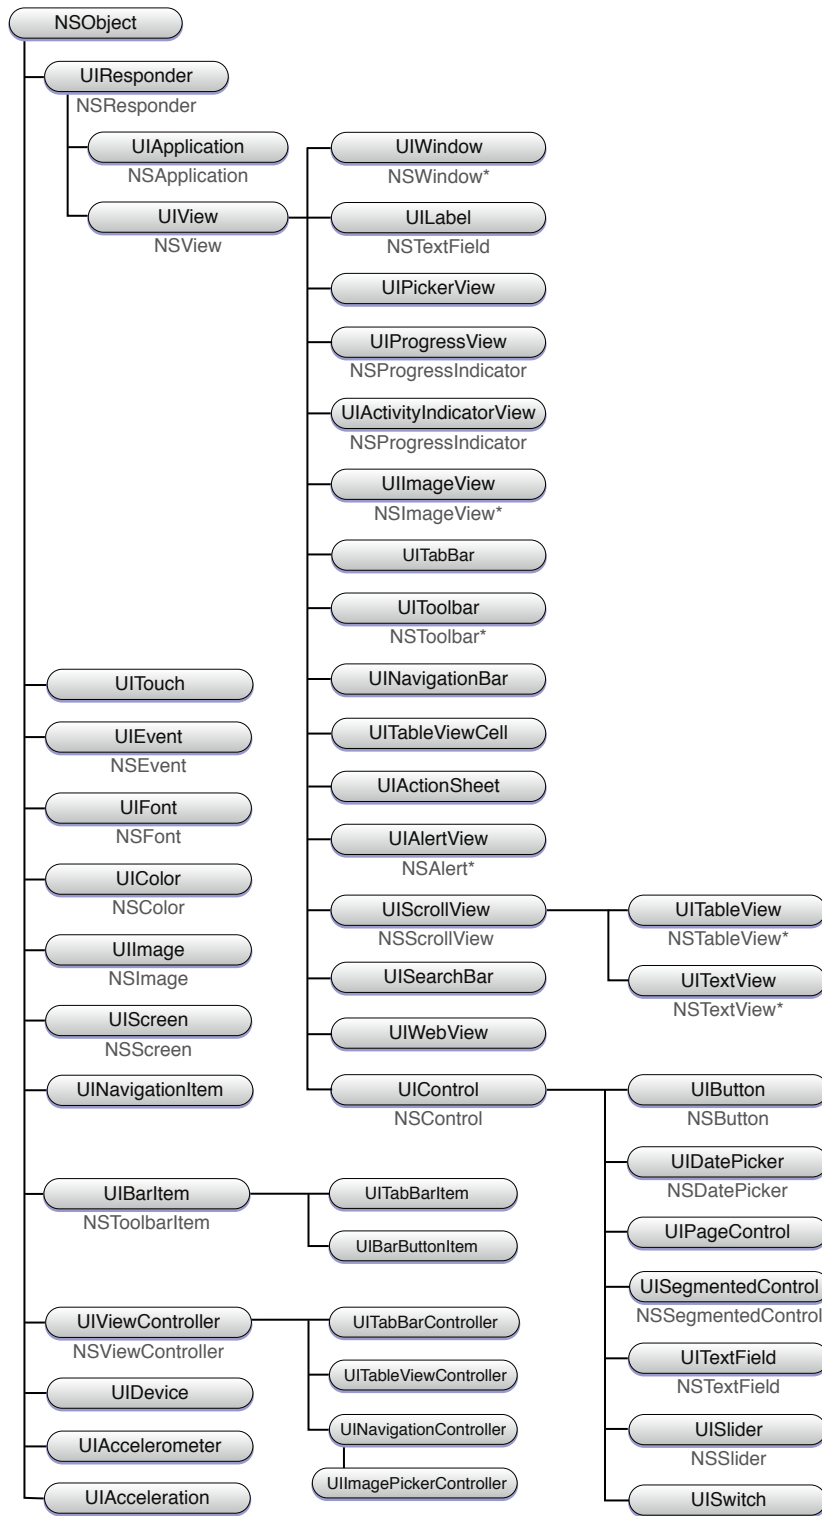 NSObject
UIResponder
NSResponder
UIApplication
NSApplication
UIView
NSView
UIWindow
NSWindow*
UILabel
NSTextField
UIPickerView
UIProgressView
NSProgressIndicator
UIActivityIndicatorView
NSProgressIndicator
UIImageView
NSImageView*
UITabBar
UIToolbar
NSToolbar*
UINavigationBar
UITableViewCell
UIActionSheet
UIAlertView
NSAlert*
UIScrollView
NSScrollView
UITableView
NSTableView*
UITextView
NSTextView*
UISearchBar
UIWebView
UIControl
NSControl
UIButton
NSButton
UIDatePicker
NSDatePicker
UIPageControl
UISegmentedControl
NSSegmentedControl
UITextField
NSTextField
UISlider
NSSlider
UISwitch
UITouch
UIEvent
NSEvent
UIFont
NSFont
UIColor
NSColor
UIImage
NSImage
UIScreen
NSScreen
UINavigationItem
UIBarItem
NSToolbarItem
UITabBarItem
UIBarButtonItem
UIViewController
NSViewController
UITabBarController
UITableViewController
UINavigationController
UIImagePickerController
UIDevice
UIAccelerometer
UIAcceleration